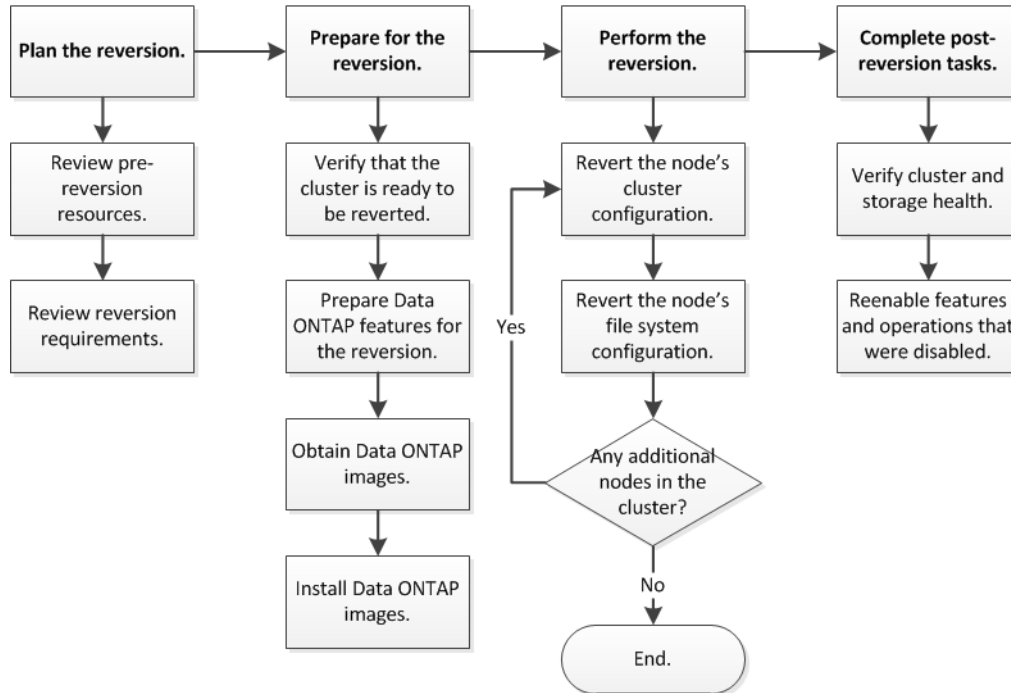 Plan the reversion.
Prepare for the
reversion.
Perform the
reversion.
Complete post-
reversion tasks.
Review pre-
reversion
resources.
Review reversion
requirements.
Verify that the
cluster is ready to
be reverted.
Prepare Data
ONTAP features for
the reversion.
Obtain Data ONTAP
images.
Install Data ONTAP
images.
Revert the node's
cluster
configuration.
Revert the node's
file system
configuration.
Yes
Any additional
nodes in the
cluster?
No
End.
Verify cluster and
storage health.
Reenable features
and operations that
were disabled.